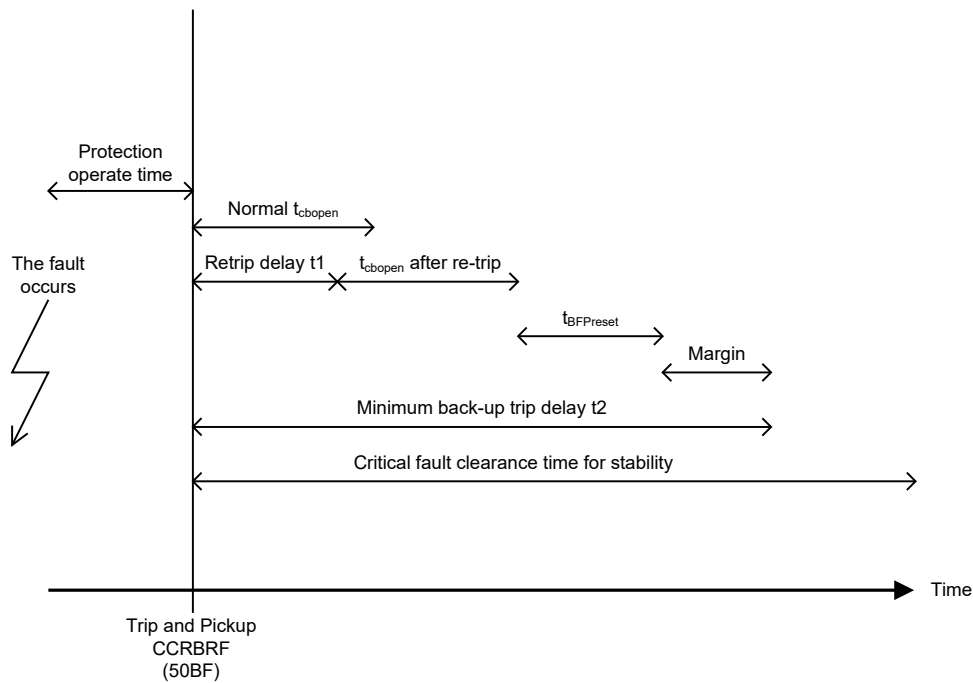 Protection
operate time
Normal tcbopen
The fault
occurs
Retrip delay t1
tcbopen after re-trip
tBFPreset
Margin
Minimum back-up trip delay t2
Critical fault clearance time for stability
Time
Trip and Pickup
CCRBRF
(50BF)